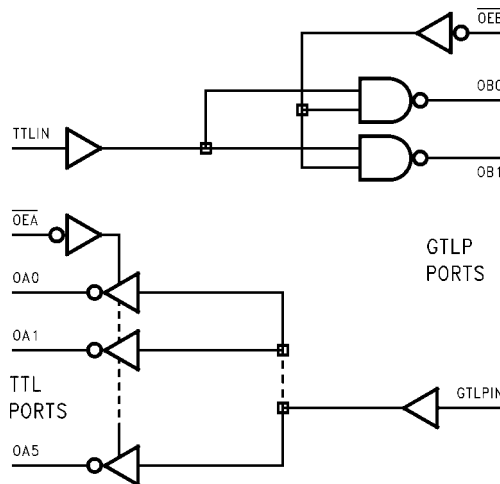 OEB
OB0
TTLIN
OB1
OEA
GTLP
PORTS
OA0
OA1
TTL
PORTS
GTLPIN
OA5